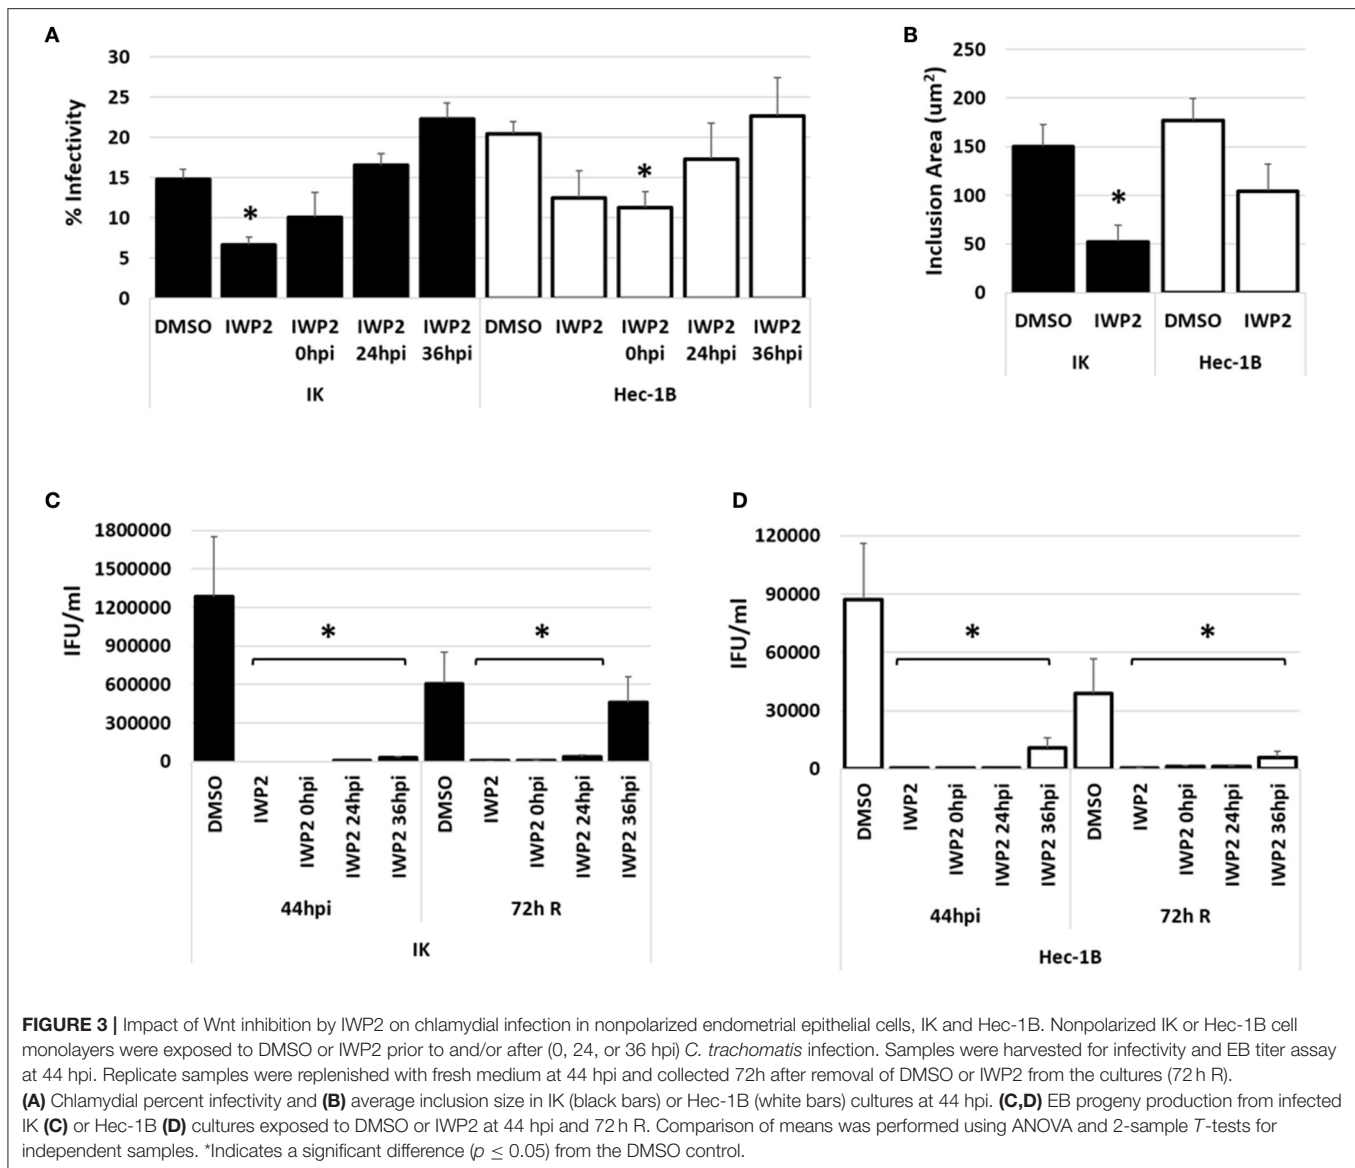 A
% Infectivity
30
25
20
15
10
5
0
*
*
DMSO IWP2 IWP2 IWP2 IWP2 DMSO IWP2 IWP2 IWP2 IWP2
0hpi 24hpi 36hpi 0hpi 24hpi 36hpi
IK Hec-1B
B
Inclusion Area (um²)
250
200
150
100
50
0
*
DMSO IWP2 DMSO IWP2
IK Hec-1B
C
IFU/ml
1800000
1500000
1200000
900000
600000
300000
0
* *
DMSO
IWP2
IWP2 0hpi
IWP2 24hpi
IWP2 36hpi
DMSO
IWP2
IWP2 0hpi
IWP2 24hpi
IWP2 36hpi
44hpi 72h R
IK
D
IFU/ml
120000
90000
60000
30000
0
* *
DMSO
IWP2
IWP2 0hpi
IWP2 24hpi
IWP2 36hpi
DMSO
IWP2
IWP2 0hpi
IWP2 24hpi
IWP2 36hpi
44hpi 72h R
Hec-1B
FIGURE 3 | Impact of Wnt inhibition by IWP2 on chlamydial infection in nonpolarized endometrial epithelial cells, IK and Hec-1B. Nonpolarized IK or Hec-1B cell
monolayers were exposed to DMSO or IWP2 prior to and/or after (0, 24, or 36 hpi) C. trachomatis infection. Samples were harvested for infectivity and EB titer assay
at 44 hpi. Replicate samples were replenished with fresh medium at 44 hpi and collected 72 h after removal of DMSO or IWP2 from the cultures (72 h R).
(A) Chlamydial percent infectivity and (B) average inclusion size in IK (black bars) or Hec-1B (white bars) cultures at 44 hpi. (C,D) EB progeny production from infected
IK (C) or Hec-1B (D) cultures exposed to DMSO or IWP2 at 44 hpi and 72 h R. Comparison of means was performed using ANOVA and 2-sample T-tests for
independent samples. *Indicates a significant difference (p ≤ 0.05) from the DMSO control.